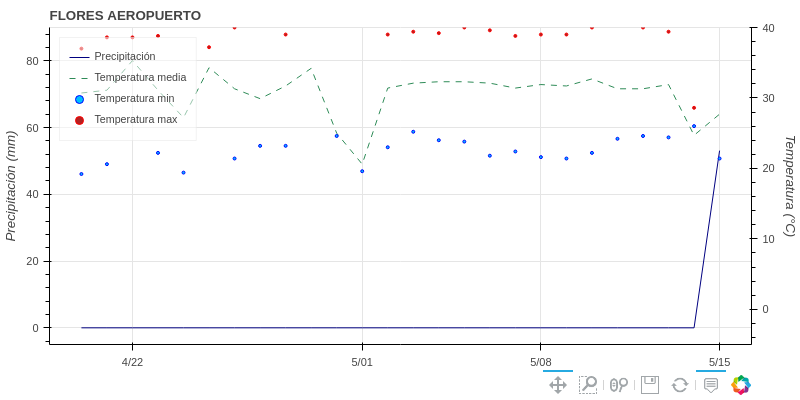 FLORES AEROPUERTO
Precipitación
Temperatura media
Temperatura min
Temperatura max
80
60
40
20
0
Precipitación (mm)
40
30
20
10
0
Temperatura (°C)
4/22
5/01
5/08
5/15